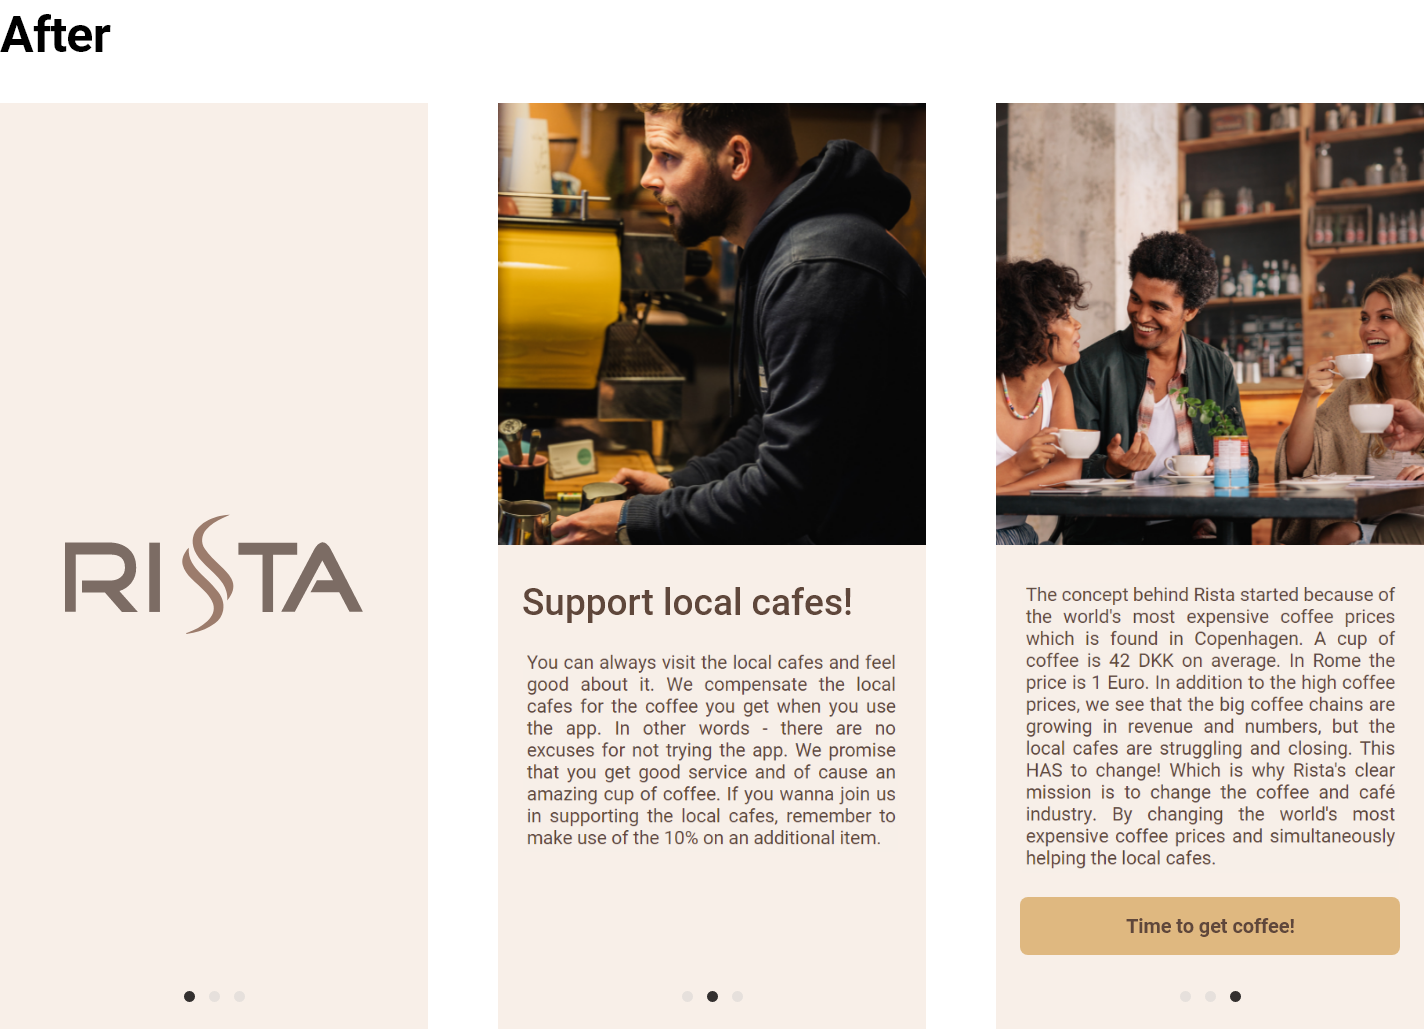 After
RISTA
Support local cafes!
You can always visit the local cafes and feel
good about it. We compensate the local
cafes for the coffee you get when you use
the app. In other words - there are no
excuses for not trying the app. We promise
that you get good service and of cause an
amazing cup of coffee. If you wanna join us
in supporting the local cafes, remember to
make use of the 10% on an additional item.
The concept behind Rista started because of
the world's most expensive coffee prices
which is found in Copenhagen. A cup of
coffee is 42 DKK on average. In Rome the
price is 1 Euro. In addition to the high coffee
prices, we see that the big coffee chains are
growing in revenue and numbers, but the
local cafes are struggling and closing. This
HAS to change! Which is why Rista's clear
mission is to change the coffee and café
industry. By changing the world's most
expensive coffee prices and simultaneously
helping the local cafes.
Time to get coffee!